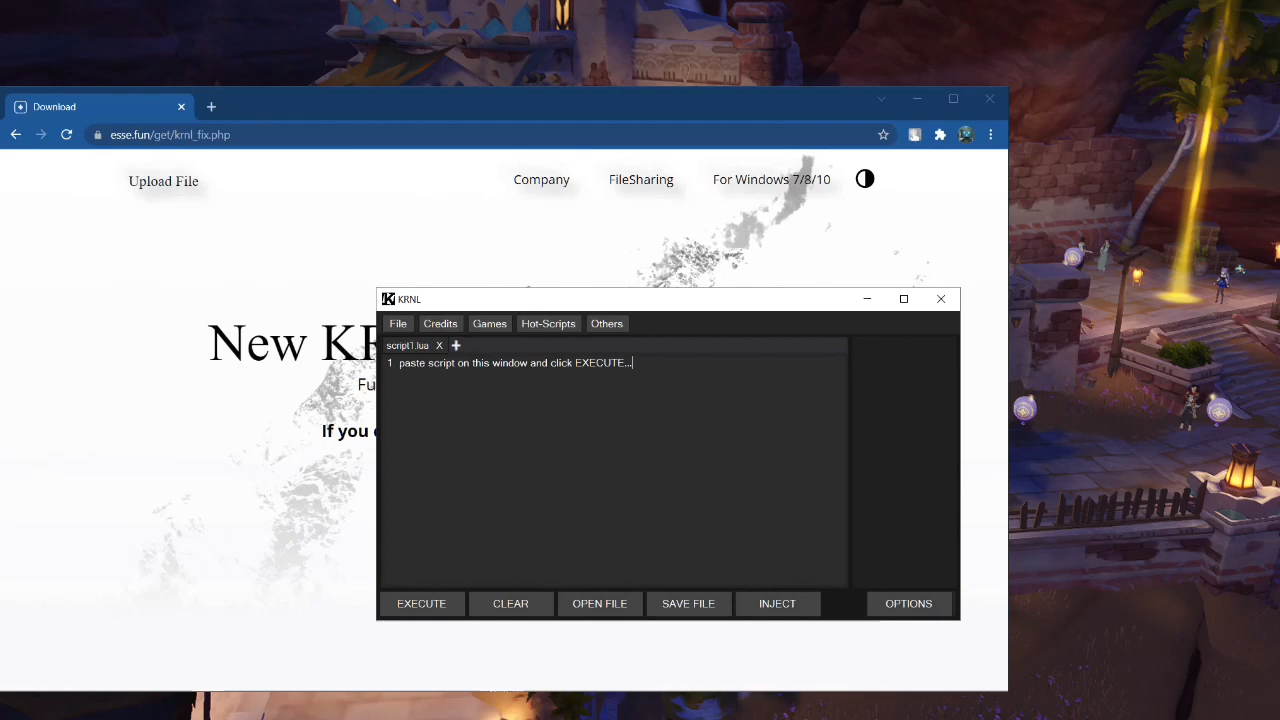 Download
esse.fun/get/krnl_fix.php
Upload File
Company
FileSharing
For Windows 7/8/10
New KR
Fu
If you
KRNL
File
Credits
Games
Hot-Scripts
Others
script1.lua X
1 paste script on this window and click EXECUTE...
EXECUTE
CLEAR
OPEN FILE
SAVE FILE
INJECT
OPTIONS